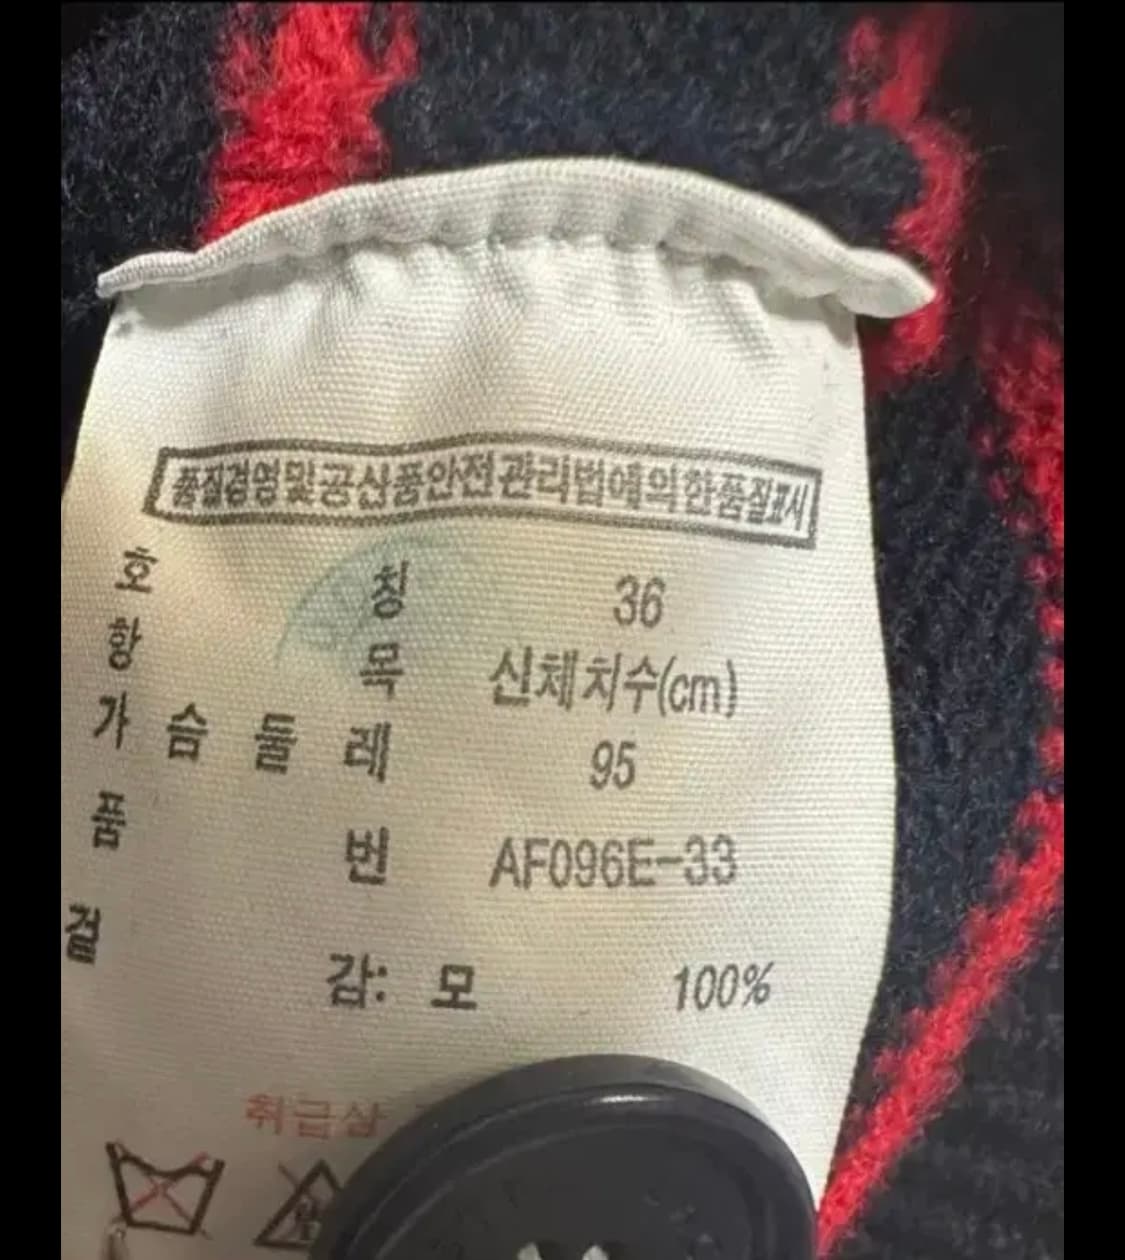 품질경영및공산품안전관리법에의한품질표시
호 칭 36
항 목 신체치수(cm)
가 슴 둘 레 95
품 번 AF096E-33
겉 감: 모 100%
취급상